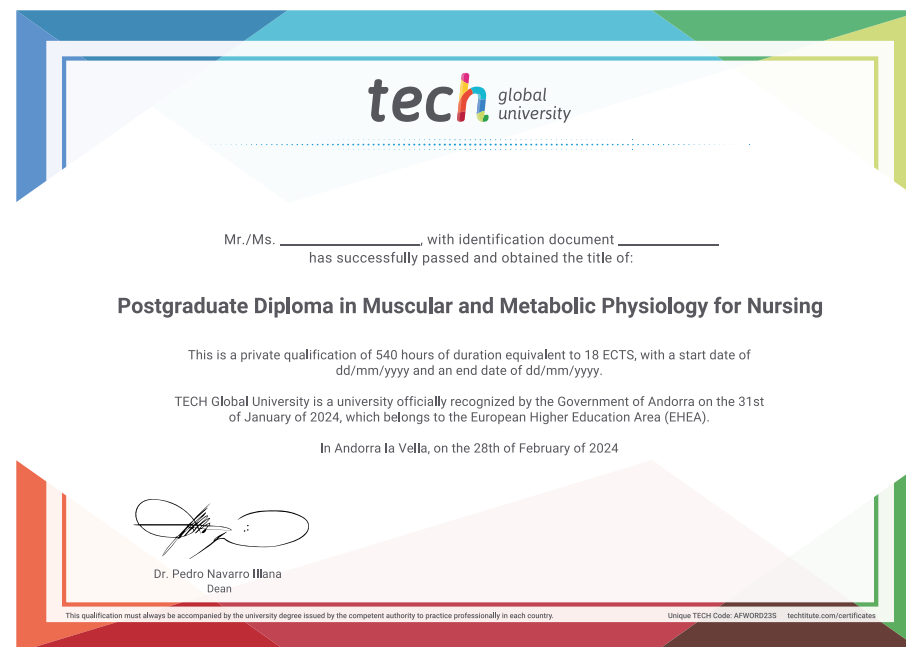 tech global university
Mr./Ms. ____________________, with identification document ______________
has successfully passed and obtained the title of:
Postgraduate Diploma in Muscular and Metabolic Physiology for Nursing
This is a private qualification of 540 hours of duration equivalent to 18 ECTS, with a start date of
dd/mm/yyyy and an end date of dd/mm/yyyy.
TECH Global University is a university officially recognized by the Government of Andorra on the 31st
of January of 2024, which belongs to the European Higher Education Area (EHEA).
In Andorra la Vella, on the 28th of February of 2024
Dr. Pedro Navarro Illana
Dean
This qualification must always be accompanied by the university degree issued by the competent authority to practice professionally in each country. Unique TECH Code: AFWORD23S techtitute.com/certificates